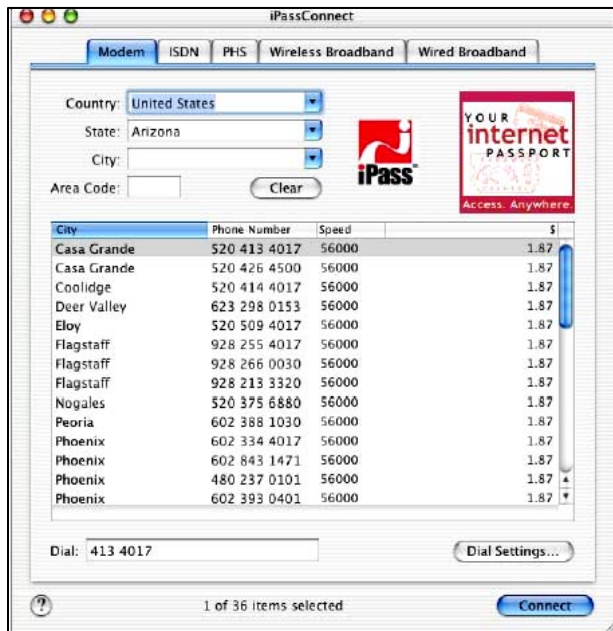 iPassConnect
Modem ISDN PHS Wireless Broadband Wired Broadband
Country: United States
State: Arizona
City:
Area Code: Clear
iPass
YOUR
internet
PASSPORT
Access. Anywhere.
City Phone Number Speed $
Casa Grande 520 413 4017 56000 1.87
Casa Grande 520 426 4500 56000 1.87
Coolidge 520 414 4017 56000 1.87
Deer Valley 623 298 0153 56000 1.87
Eloy 520 509 4017 56000 1.87
Flagstaff 928 255 4017 56000 1.87
Flagstaff 928 266 0030 56000 1.87
Flagstaff 928 213 3320 56000 1.87
Nogales 520 375 6880 56000 1.87
Peoria 602 388 1030 56000 1.87
Phoenix 602 334 4017 56000 1.87
Phoenix 602 843 1471 56000 1.87
Phoenix 480 237 0101 56000 1.87
Phoenix 602 393 0401 56000 1.87
Dial: 413 4017 Dial Settings...
? 1 of 36 items selected Connect